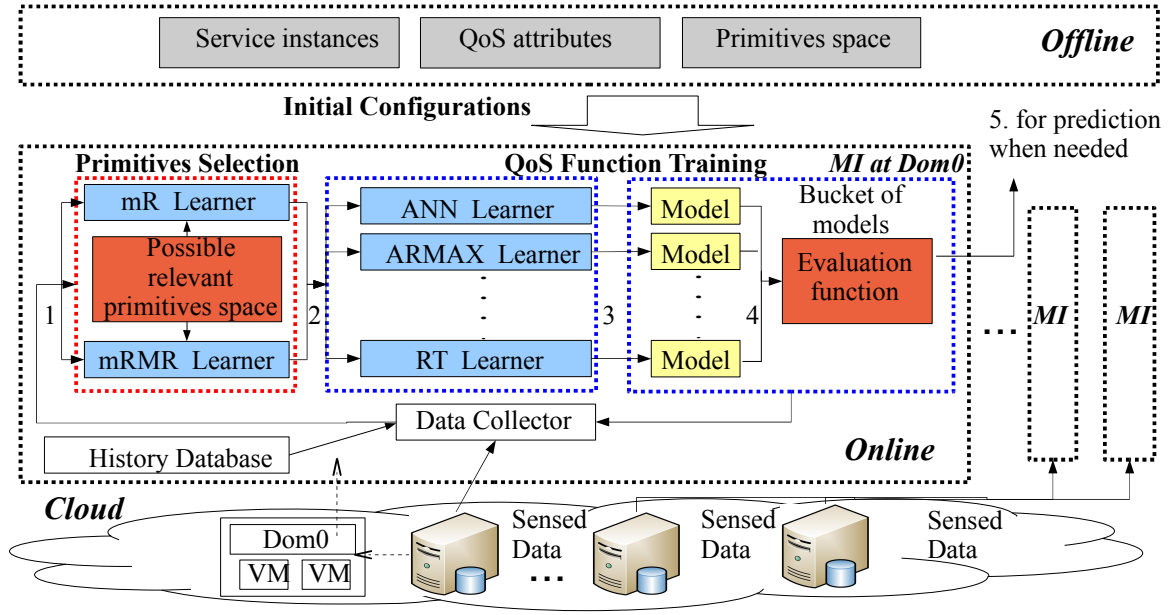 Service instances
QoS attributes
Primitives space
Offline
Initial Configurations
5. for prediction
when needed
Primitives Selection
QoS Function Training
MI at Dom0
mR Learner
ANN Learner
Model
Bucket of
models
Possible
relevant
primitives space
ARMAX Learner
Model
Evaluation
function
1
2
3
4
mRMR Learner
RT Learner
Model
...
MI
MI
Data Collector
History Database
Online
Cloud
Dom0
VM
VM
Sensed
Data
...
Sensed
Data
Sensed
Data